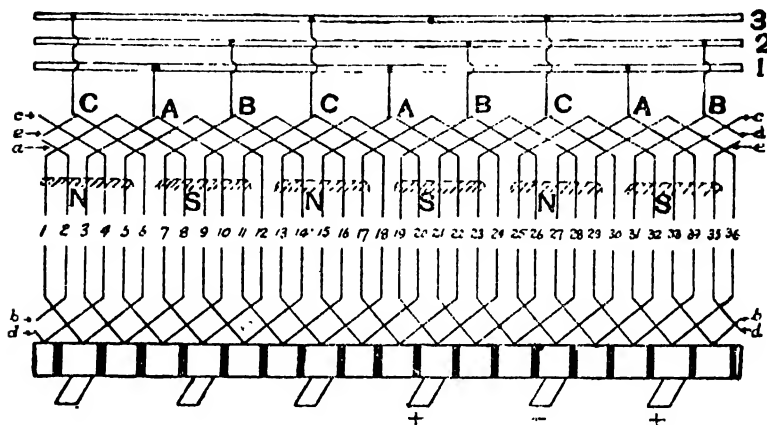 3
2
1
C A B C A B C A B
c c
e d
a e
N S N S N S
1 2 3 4 5 6 7 8 9 10 11 12 13 14 15 16 17 18 19 20 21 22 23 24 25 26 27 28 29 30 31 32 33 34 35 36
b b
d d
+ − +